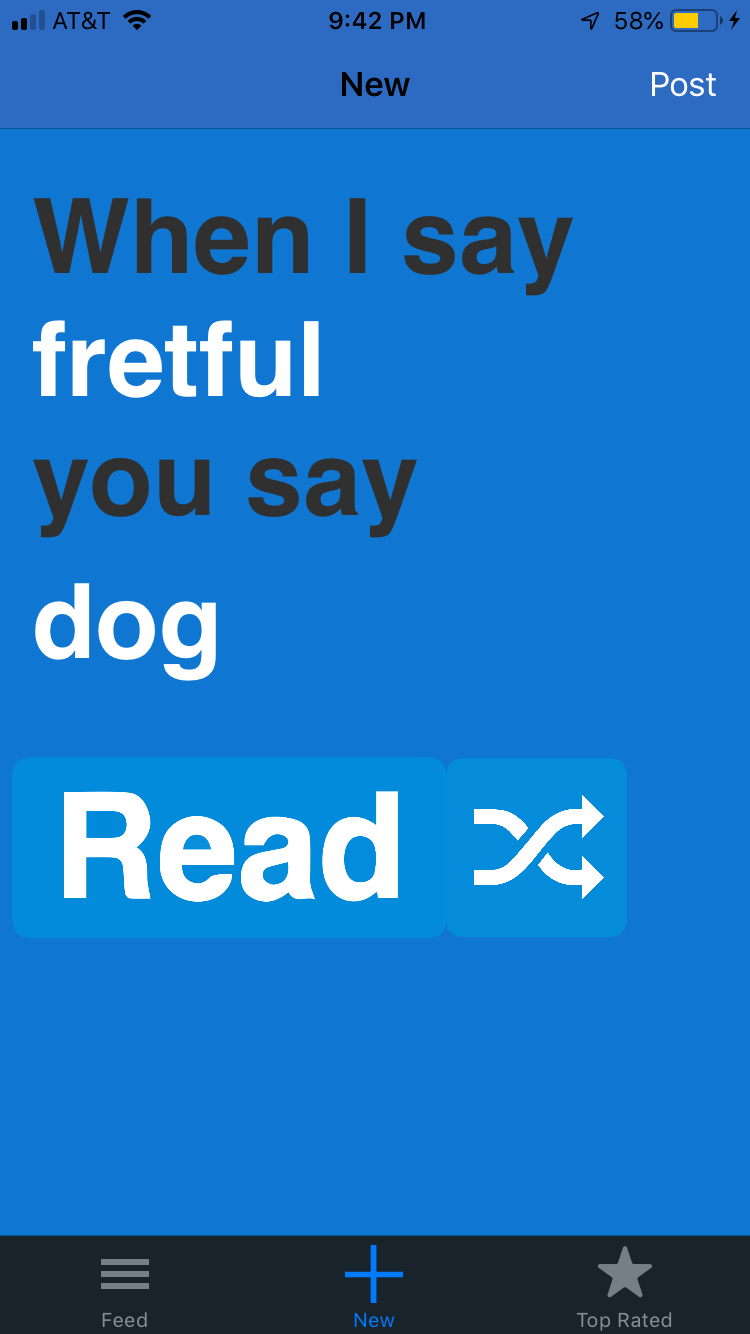 AT&T 9:42 PM 58%
New Post
When I say
fretful
you say
dog
Read
Feed New Top Rated